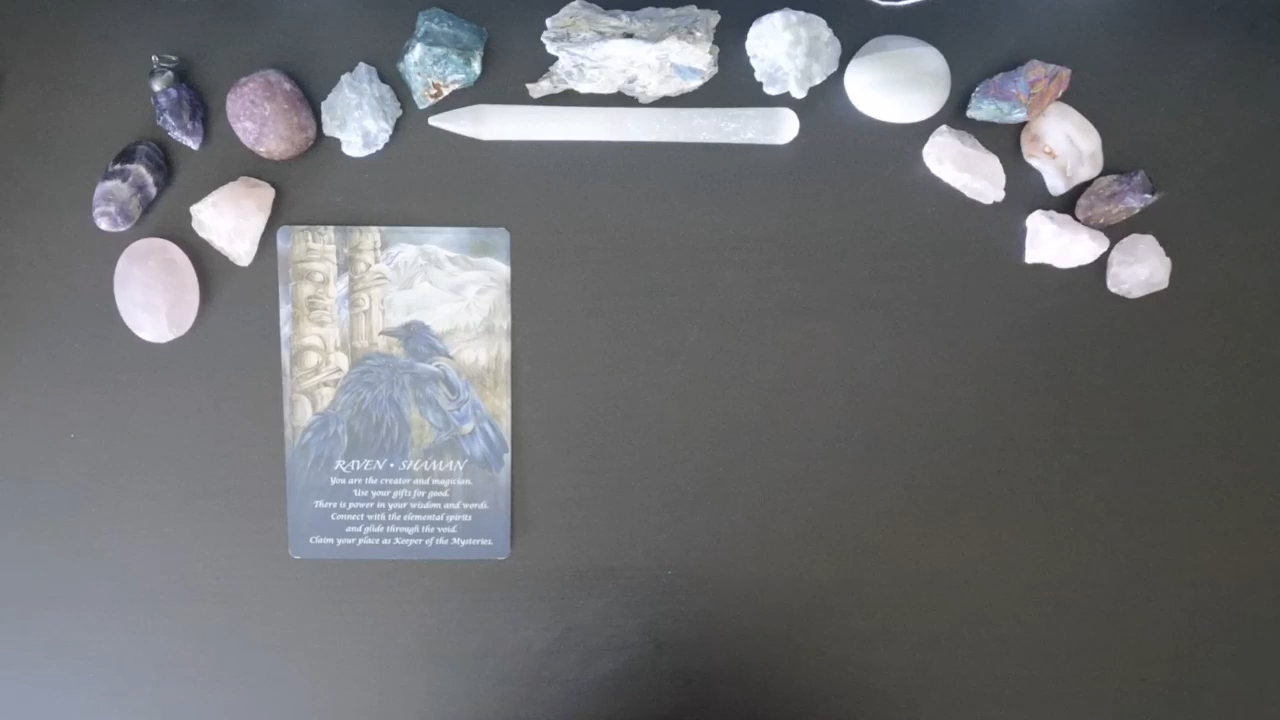 RAVEN • SHAMAN
You are the creator and magician.
Use your gifts for good.
There is power in your wisdom and words.
Connect with the elemental spirits
and glide through the void.
Claim your place as Keeper of the Mysteries.